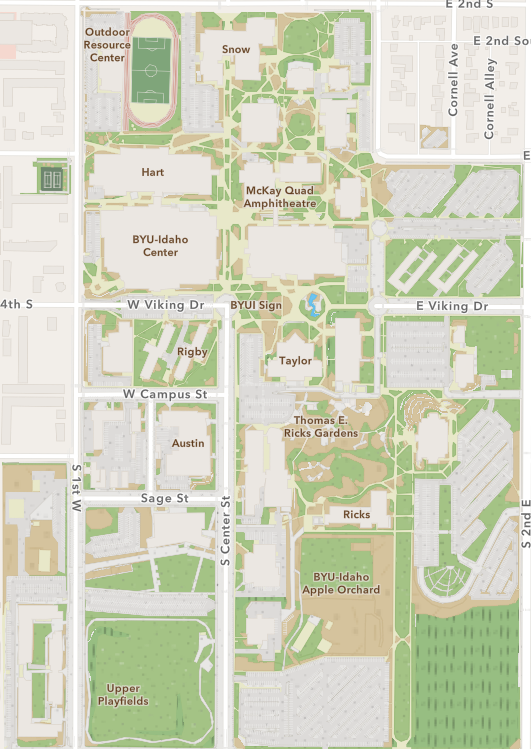 E 2nd S
Outdoor
Resource
Center
Snow
E 2nd Sou
Cornell Ave
Cornell Alley
E
Hart
McKay Quad
Amphitheatre
BYU-Idaho
Center
4th S
W Viking Dr
BYUI Sign
E Viking Dr
Rigby
Taylor
W Campus St
Thomas E.
Ricks Gardens
Austin
S 1st W
Sage St
S Center St
Ricks
S 2nd E
BYU-Idaho
Apple Orchard
Upper
Playfields